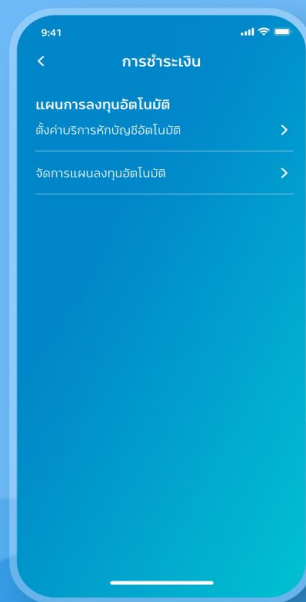 9:41
การชำระเงิน
แผนการลงทุนอัตโนมัติ
ตั้งค่าบริการหักบัญชีอัตโนมัติ
จัดการแผนลงทุนอัตโนมัติ